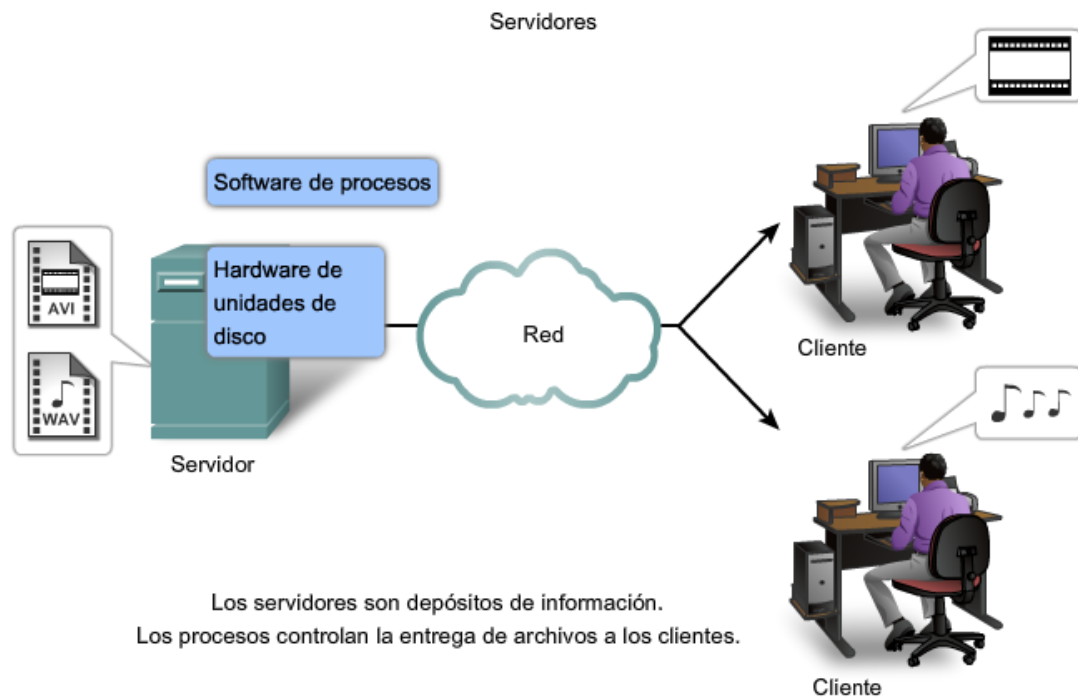 Servidores
Software de procesos
Hardware de
unidades de
disco
AVI
WAV
Servidor
Red
Cliente
Cliente
Los servidores son depósitos de información.
Los procesos controlan la entrega de archivos a los clientes.